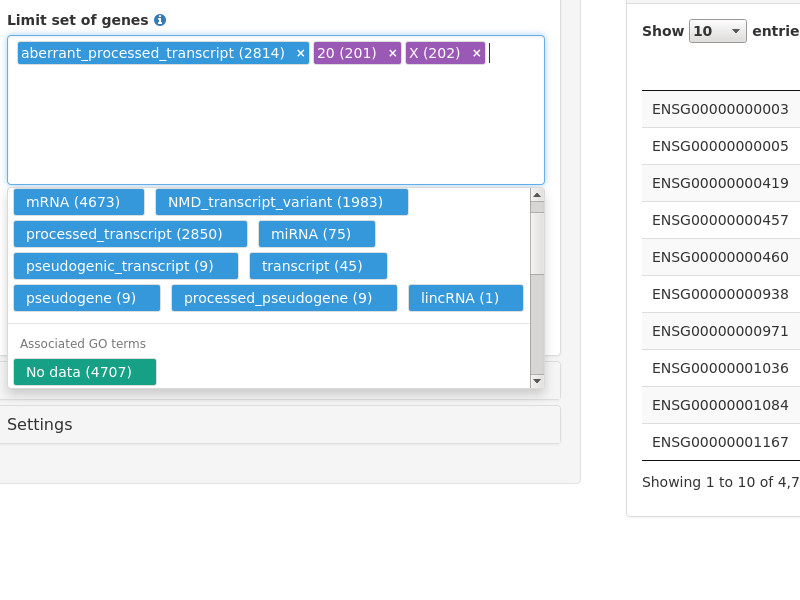 Limit set of genes
aberrant_processed_transcript (2814) × 20 (201) × X (202) ×
mRNA (4673) NMD_transcript_variant (1983)
processed_transcript (2850) miRNA (75)
pseudogenic_transcript (9) transcript (45)
pseudogene (9) processed_pseudogene (9) lincRNA (1)
Associated GO terms
No data (4707)
Settings
Show 10 entrie
ENSG00000000003
ENSG00000000005
ENSG00000000419
ENSG00000000457
ENSG00000000460
ENSG00000000938
ENSG00000000971
ENSG00000001036
ENSG00000001084
ENSG00000001167
Showing 1 to 10 of 4,7